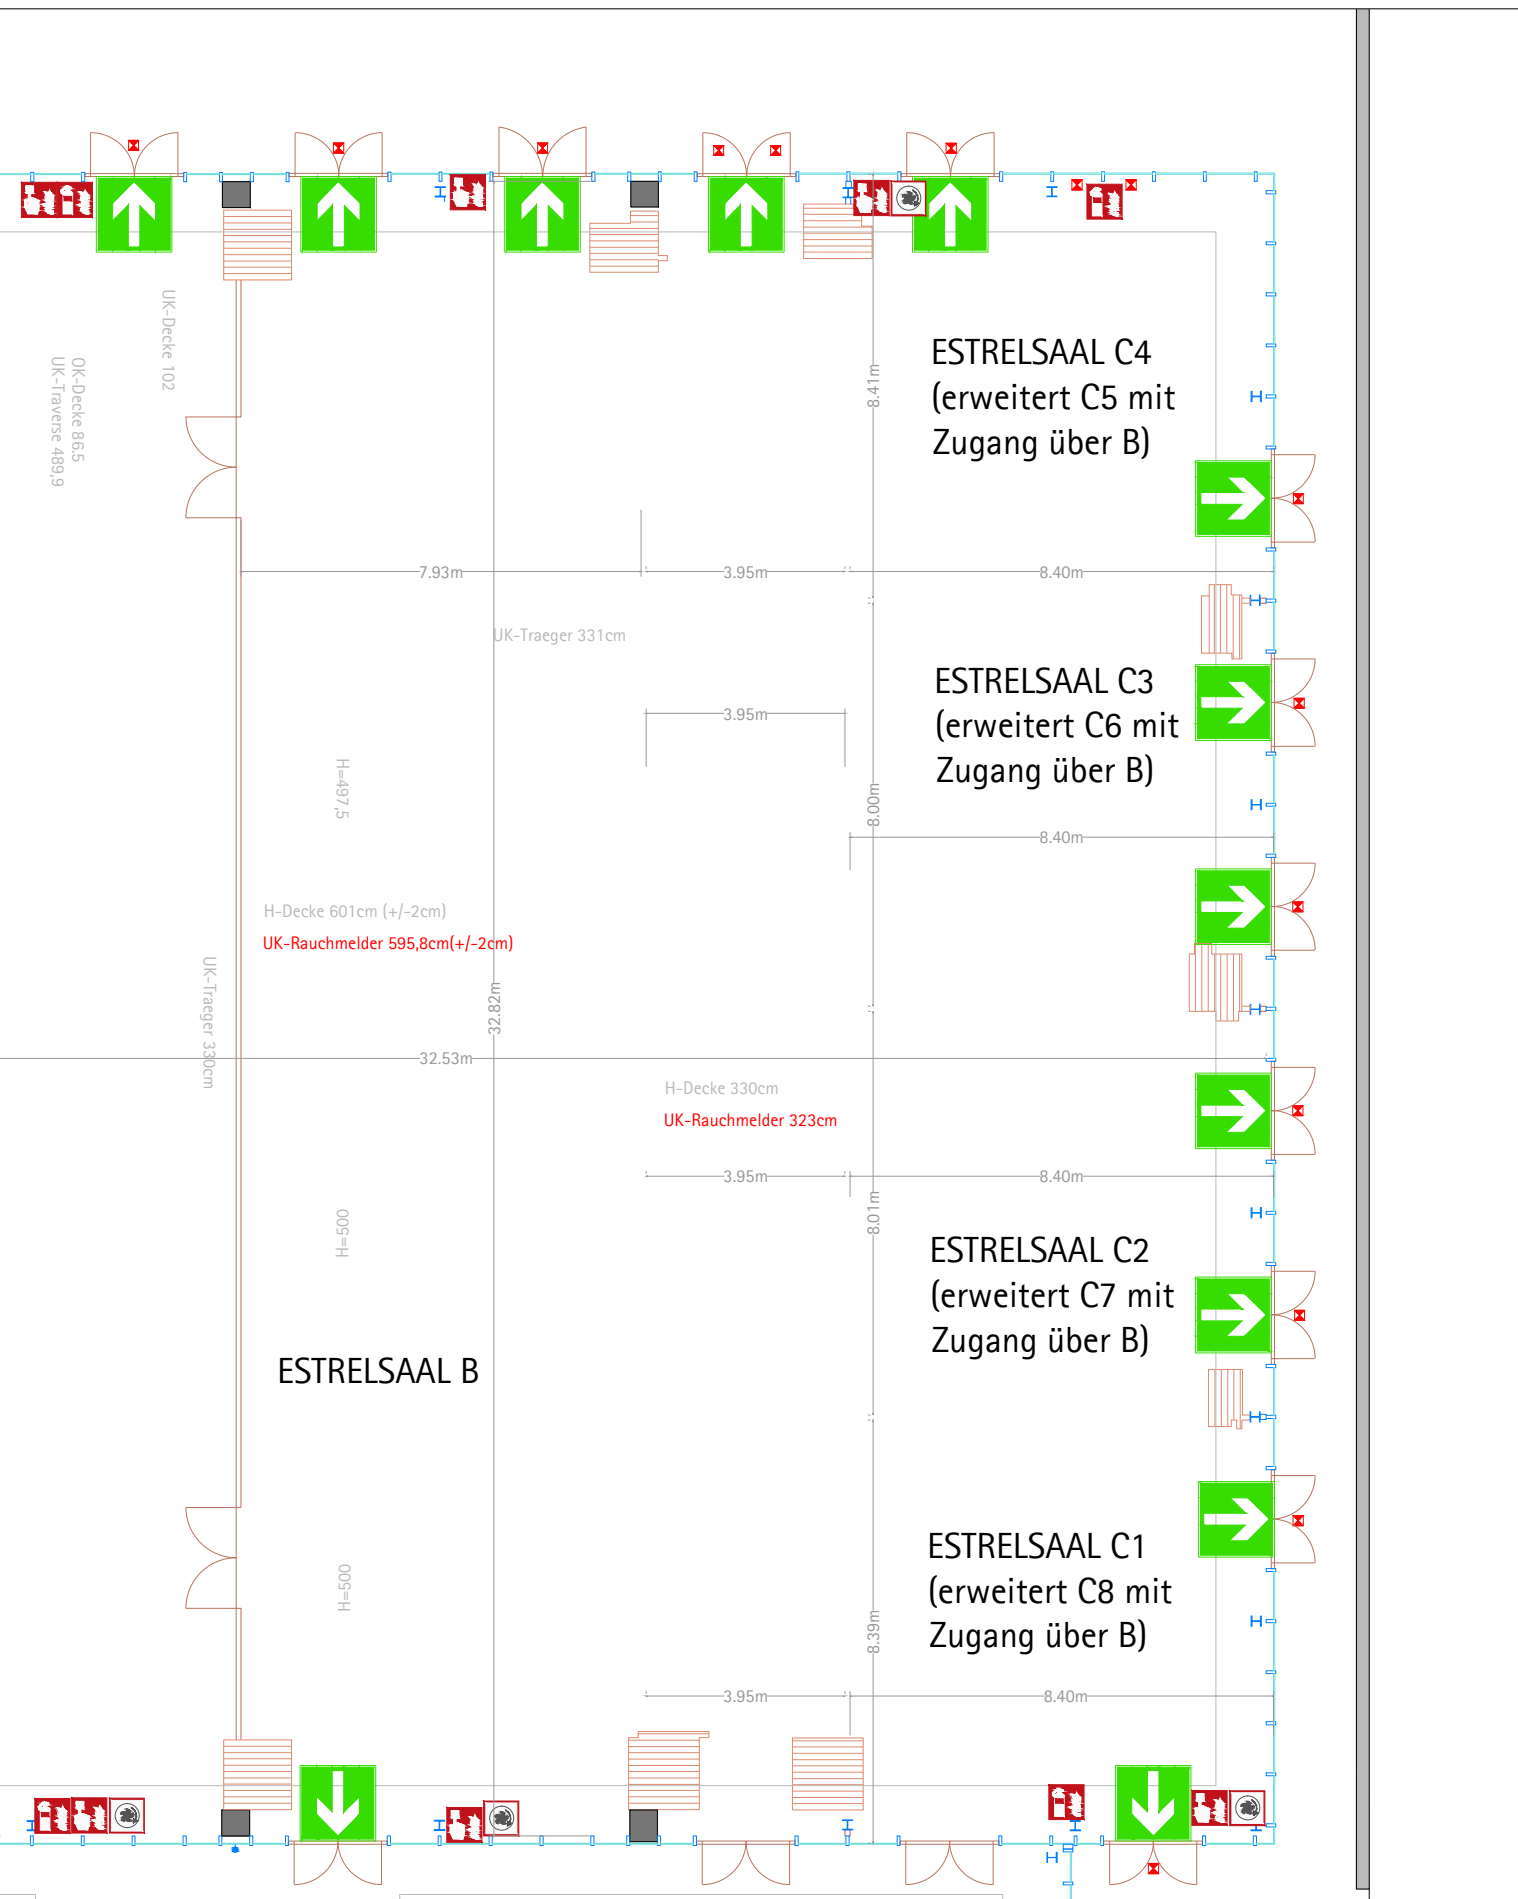 UK-Decke 102
OK-Decke 86.5
UK-Traverse 489,9
8.41m
ESTRELSAAL C4
(erweitert C5 mit
Zugang über B)
7.93m
3.95m
8.40m
UK-Traeger 331cm
ESTRELSAAL C3
(erweitert C6 mit
Zugang über B)
3.95m
H=497,5
8.00m
8.40m
H-Decke 601cm (+/-2cm)
UK-Rauchmelder 595,8cm(+/-2cm)
UK-Traeger 330cm
32.82m
32.53m
H-Decke 330cm
UK-Rauchmelder 323cm
3.95m
8.40m
8.01m
H=500
ESTRELSAAL C2
(erweitert C7 mit
Zugang über B)
ESTRELSAAL B
ESTRELSAAL C1
(erweitert C8 mit
Zugang über B)
H=500
8.39m
3.95m
8.40m